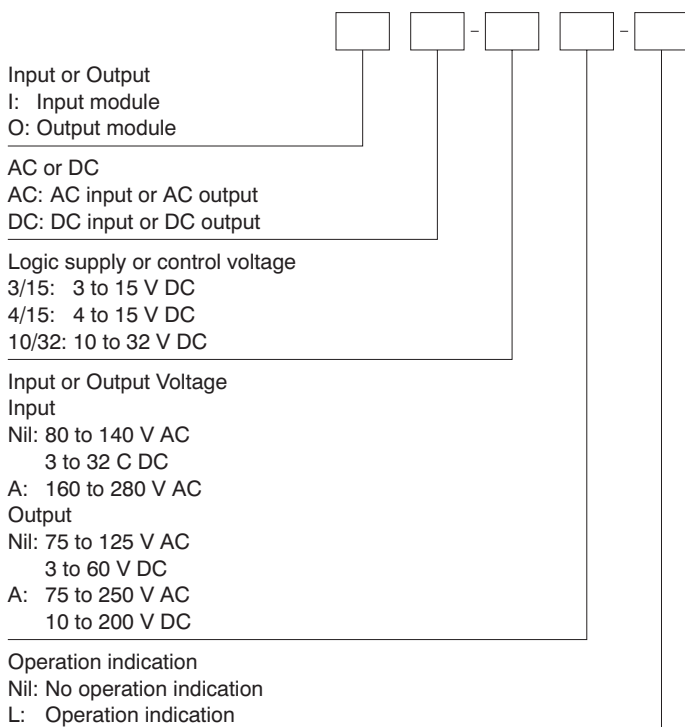 - -
Input or Output
I: Input module
O: Output module
AC or DC
AC: AC input or AC output
DC: DC input or DC output
Logic supply or control voltage
3/15: 3 to 15 V DC
4/15: 4 to 15 V DC
10/32: 10 to 32 V DC
Input or Output Voltage
Input
Nil: 80 to 140 V AC
3 to 32 C DC
A: 160 to 280 V AC
Output
Nil: 75 to 125 V AC
3 to 60 V DC
A: 75 to 250 V AC
10 to 200 V DC
Operation indication
Nil: No operation indication
L: Operation indication